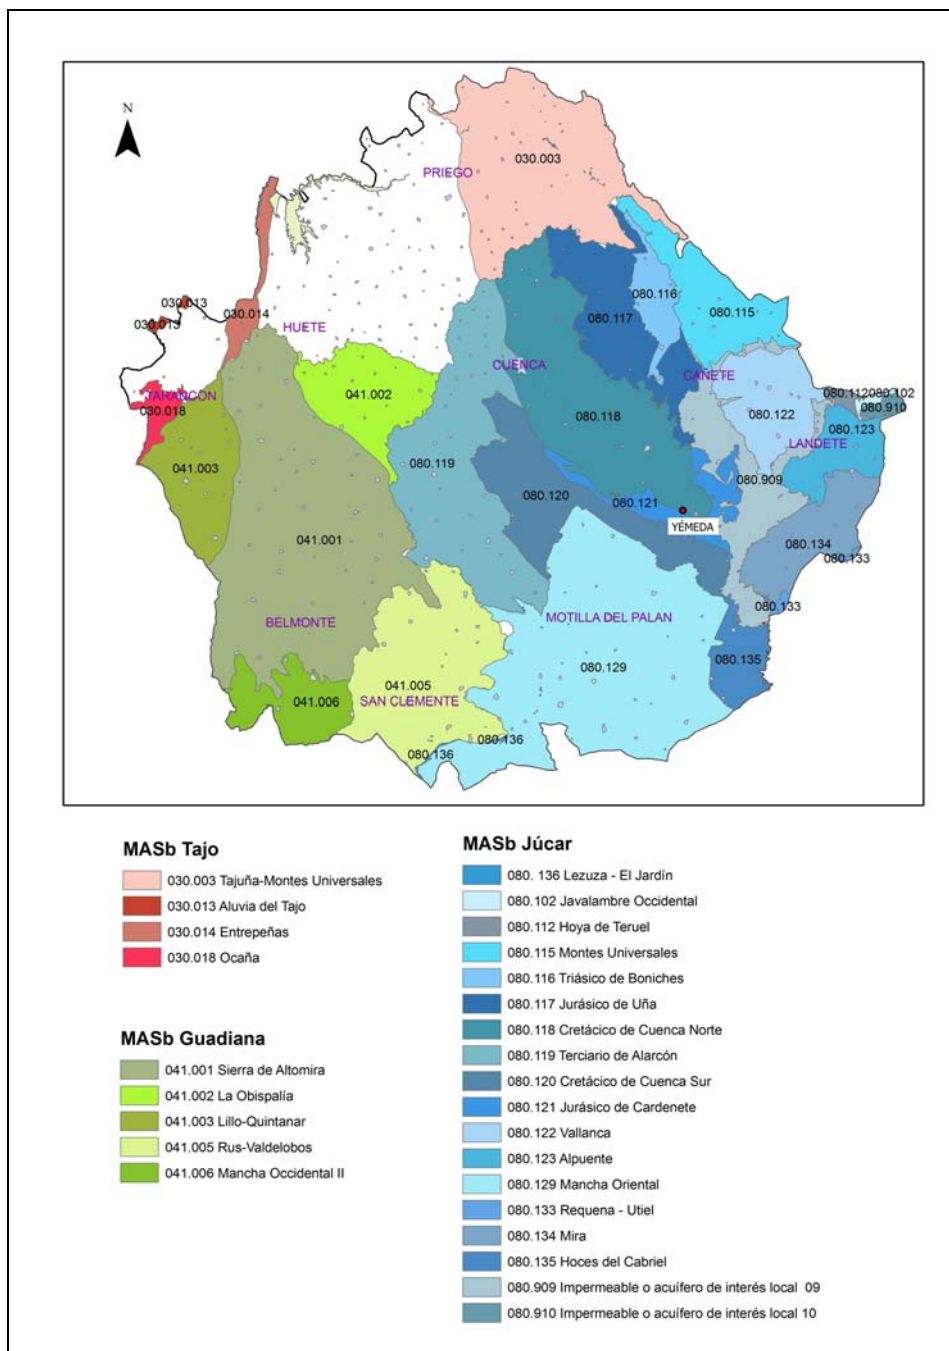 N
030.003
PRIEGO
080.116
080.115
030.013
030.013
030.014
080.117
HUETE
CUENCA
CAÑETE
041.002
TARANCON
030.018
080.112
080.102
080.910
080.122
080.118
080.123
LANDETE
041.003
080.119
080.909
080.120
080.121
YÉMEDA
041.001
080.134
080.133
080.133
BELMONTE
MOTILLA DEL PALAN
080.135
080.129
041.005
041.006
SAN CLEMENTE
080.136
080.136
MASb Tajo
030.003 Tajuña-Montes Universales
030.013 Aluvia del Tajo
030.014 Entrepeñas
030.018 Ocaña
MASb Guadiana
041.001 Sierra de Altomira
041.002 La Obispalía
041.003 Lillo-Quintanar
041.005 Rus-Valdelobos
041.006 Mancha Occidental II
MASb Júcar
080. 136 Lezuza - El Jardín
080.102 Javalambre Occidental
080.112 Hoya de Teruel
080.115 Montes Universales
080.116 Triásico de Boniches
080.117 Jurásico de Uña
080.118 Cretácico de Cuenca Norte
080.119 Terciario de Alarcón
080.120 Cretácico de Cuenca Sur
080.121 Jurásico de Cardenete
080.122 Vallanca
080.123 Alpuente
080.129 Mancha Oriental
080.133 Requena - Utiel
080.134 Mira
080.135 Hoces del Cabriel
080.909 Impermeable o acuífero de interés local 09
080.910 Impermeable o acuífero de interés local 10